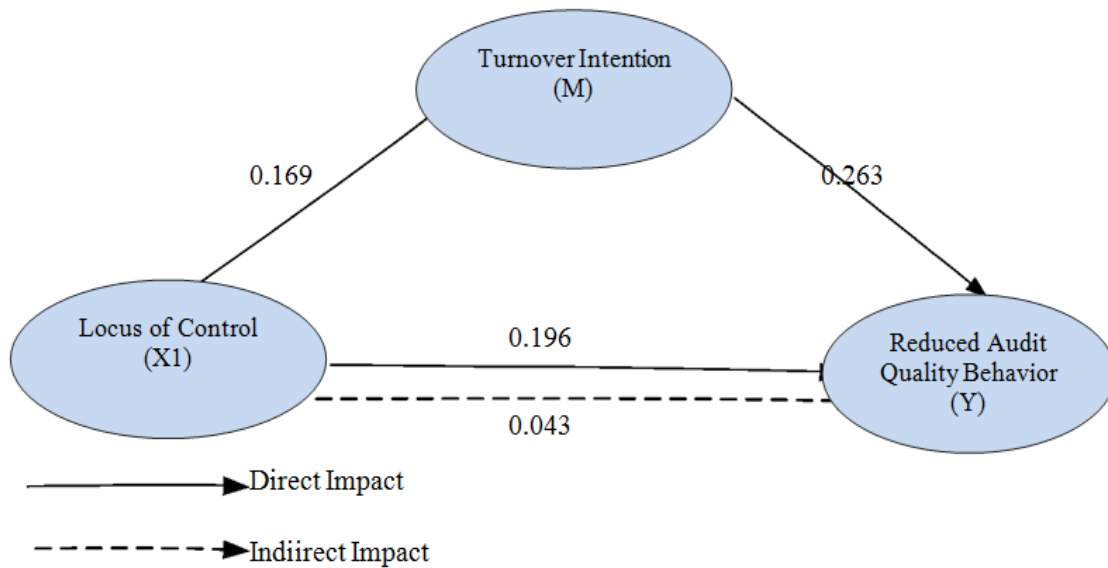 Turnover Intention
(M)
0.169
0.263
Locus of Control
(X1)
0.196
Reduced Audit
Quality Behavior
(Y)
0.043
Direct Impact
Indiirect Impact